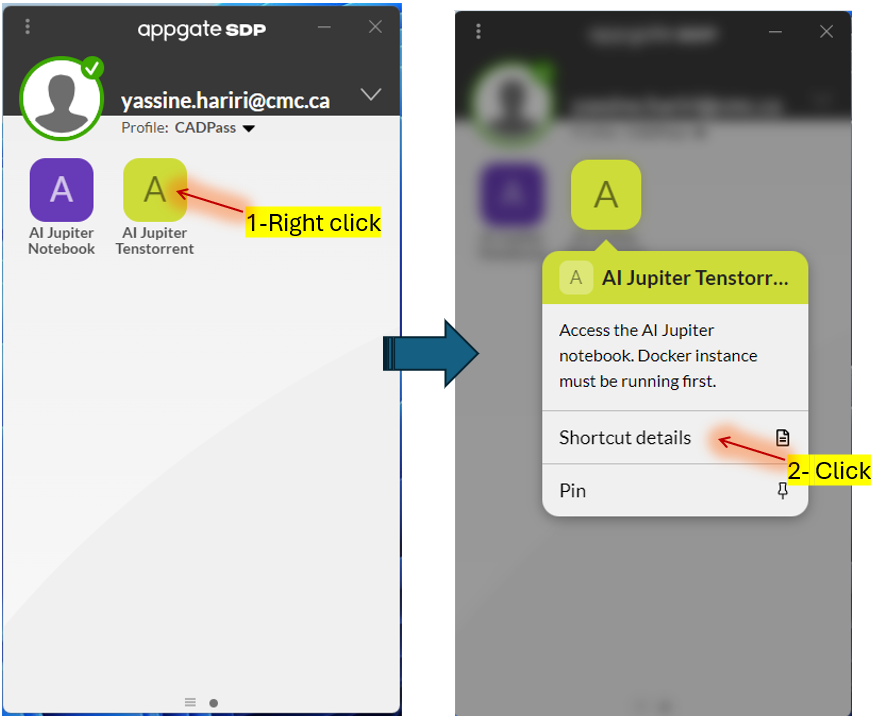 appgate SDP
yassine.hariri@cmc.ca
Profile: CADPass
A
A
AI Jupiter
Notebook
AI Jupiter
Tenstorrent
1-Right click
A
A
AI Jupiter Tenstorr...
Access the AI Jupiter
notebook. Docker instance
must be running first.
Shortcut details
2- Click
Pin